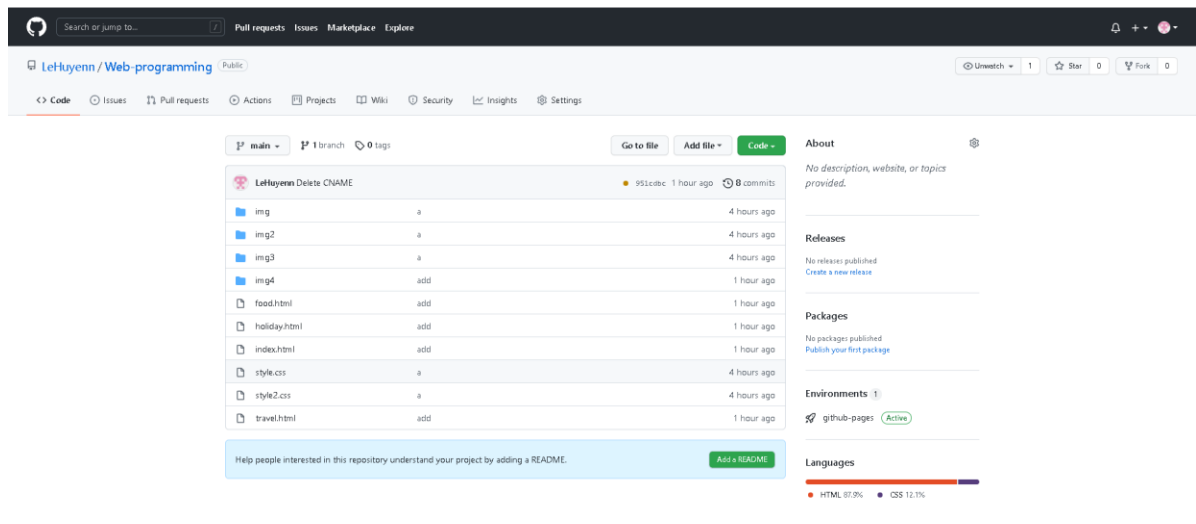 Search or jump to... / Pull requests Issues Marketplace Explore
LeHuyenn / Web-programming Public Unwatch 1 Star 0 Fork 0
<> Code Issues Pull requests Actions Projects Wiki Security Insights Settings
main 1 branch 0 tags Go to file Add file Code
LeHuyenn Delete CNAME 951cdbc 1 hour ago 8 commits
img a 4 hours ago
img2 a 4 hours ago
img3 a 4 hours ago
img4 add 1 hour ago
food.html add 1 hour ago
holiday.html add 1 hour ago
index.html add 1 hour ago
style.css a 4 hours ago
style2.css a 4 hours ago
travel.html add 1 hour ago
Help people interested in this repository understand your project by adding a README. Add a README
About
No description, website, or topics
provided.
Releases
No releases published
Create a new release
Packages
No packages published
Publish your first package
Environments 1
github-pages Active
Languages
HTML 87.9% CSS 12.1%